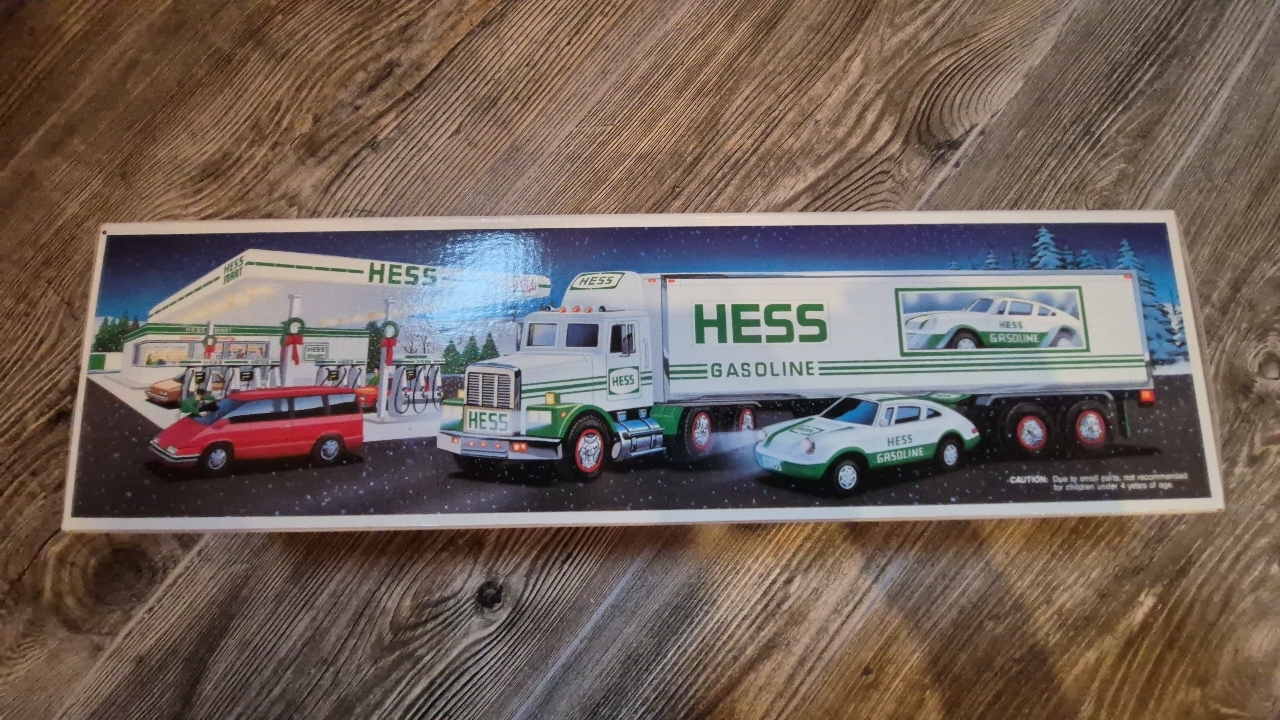 HESS
MART
HESS
HESS
HESS
HESS
HESS
GASOLINE
HESS
GASOLINE
HESS
HESS
GASOLINE
CAUTION: Due to small parts, not recommended
for children under 4 years of age.